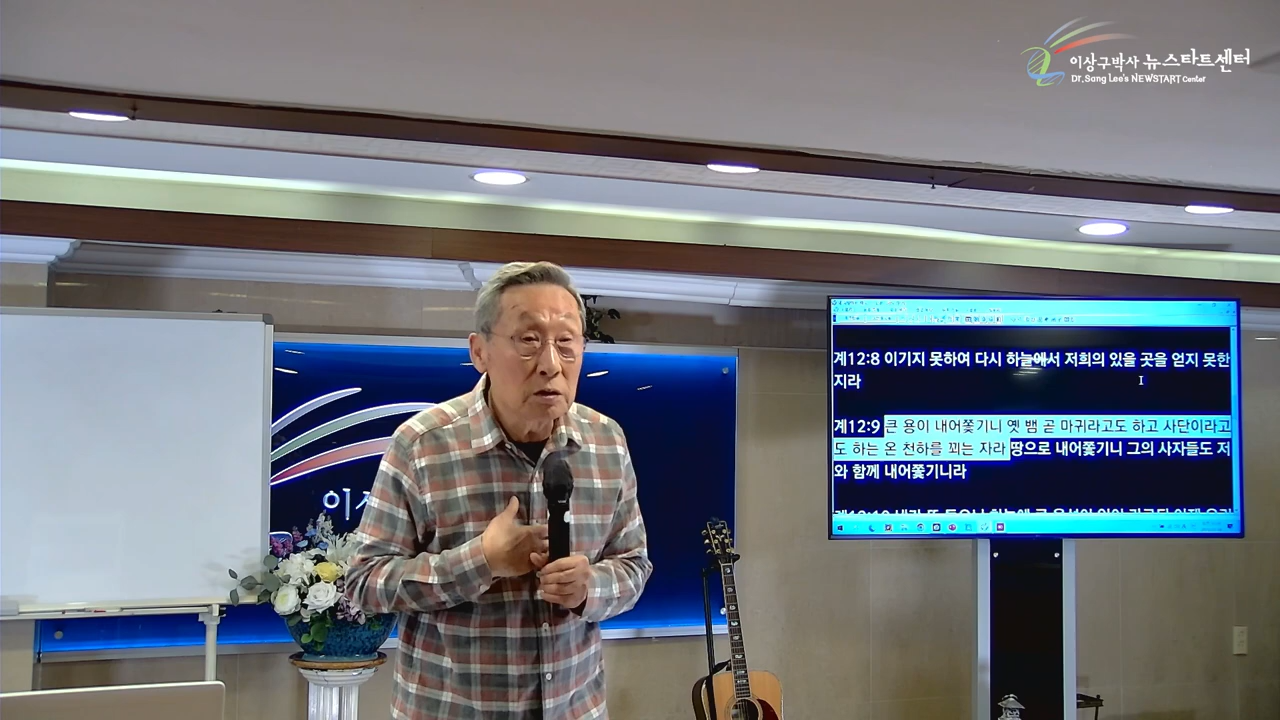 이상구박사 뉴스타트센터
Dr. Sang Lee's NEWSTART Center
계12:8 이기지 못하여 다시 하늘에서 저희의 있을 곳을 얻지 못한
지라
계12:9 큰 용이 내어쫓기니 옛 뱀 곧 마귀라고도 하고 사단이라고
도 하는 온 천하를 꾀는 자라 땅으로 내어쫓기니 그의 사자들도 저
와 함께 내어쫓기니라
이상